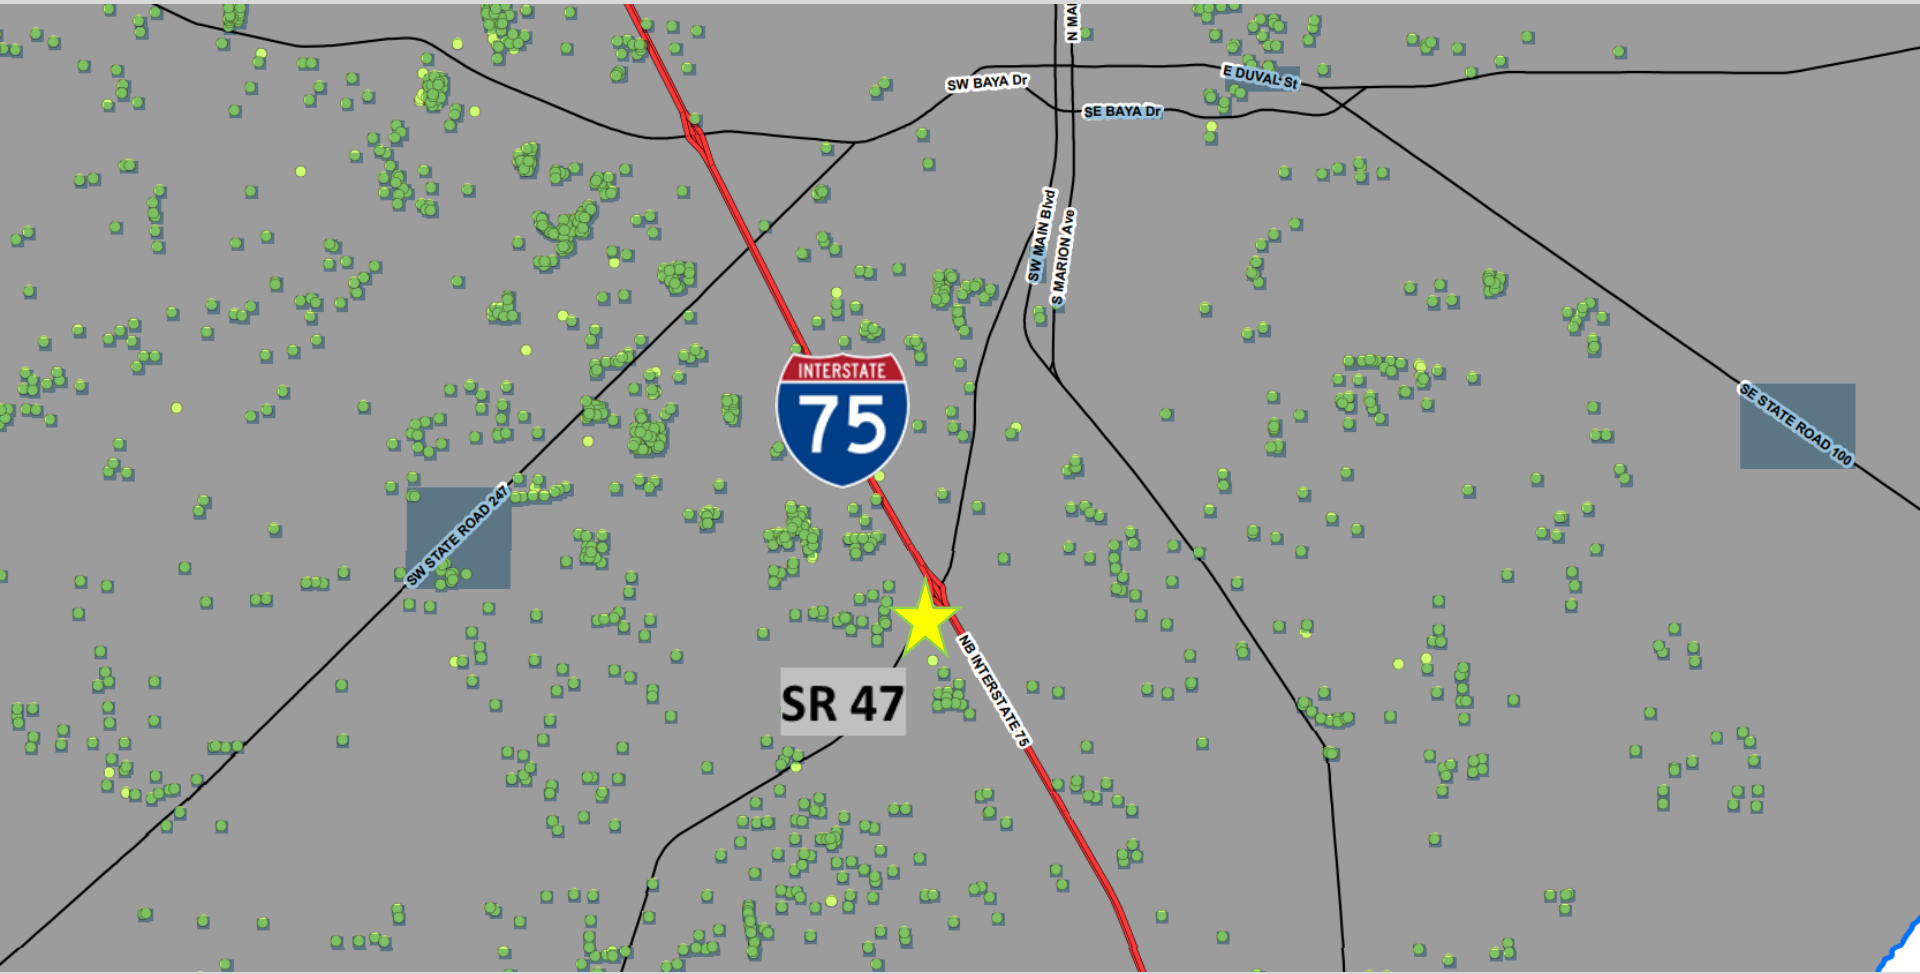 N MAI
SW BAYA Dr
E DUVAL St
SE BAYA Dr
SW MAIN Blvd
S MARION Ave
INTERSTATE
75
SE STATE ROAD 100
SW STATE ROAD 247
NB INTERSTATE 75
SR 47